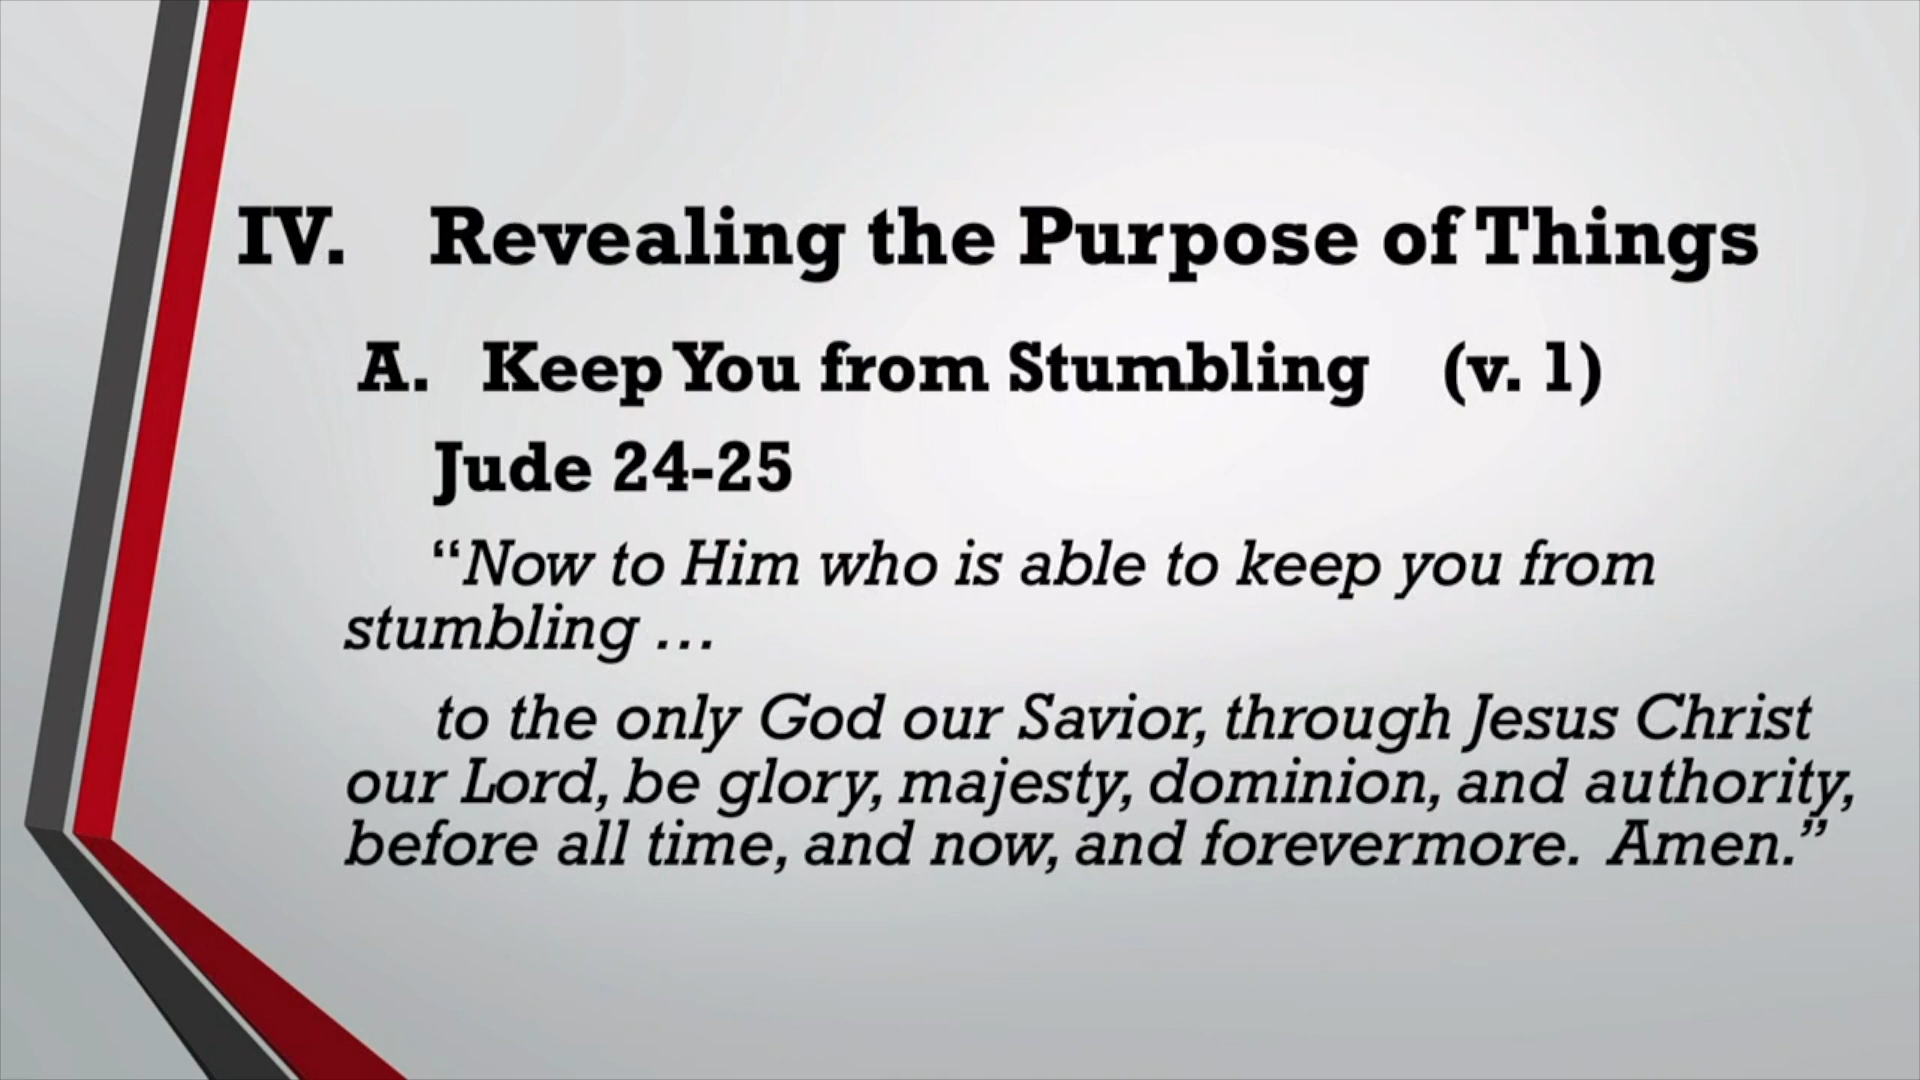 IV. Revealing the Purpose of Things
A. Keep You from Stumbling (v. 1)
Jude 24-25
“Now to Him who is able to keep you from
stumbling …
to the only God our Savior, through Jesus Christ
our Lord, be glory, majesty, dominion, and authority,
before all time, and now, and forevermore. Amen.”